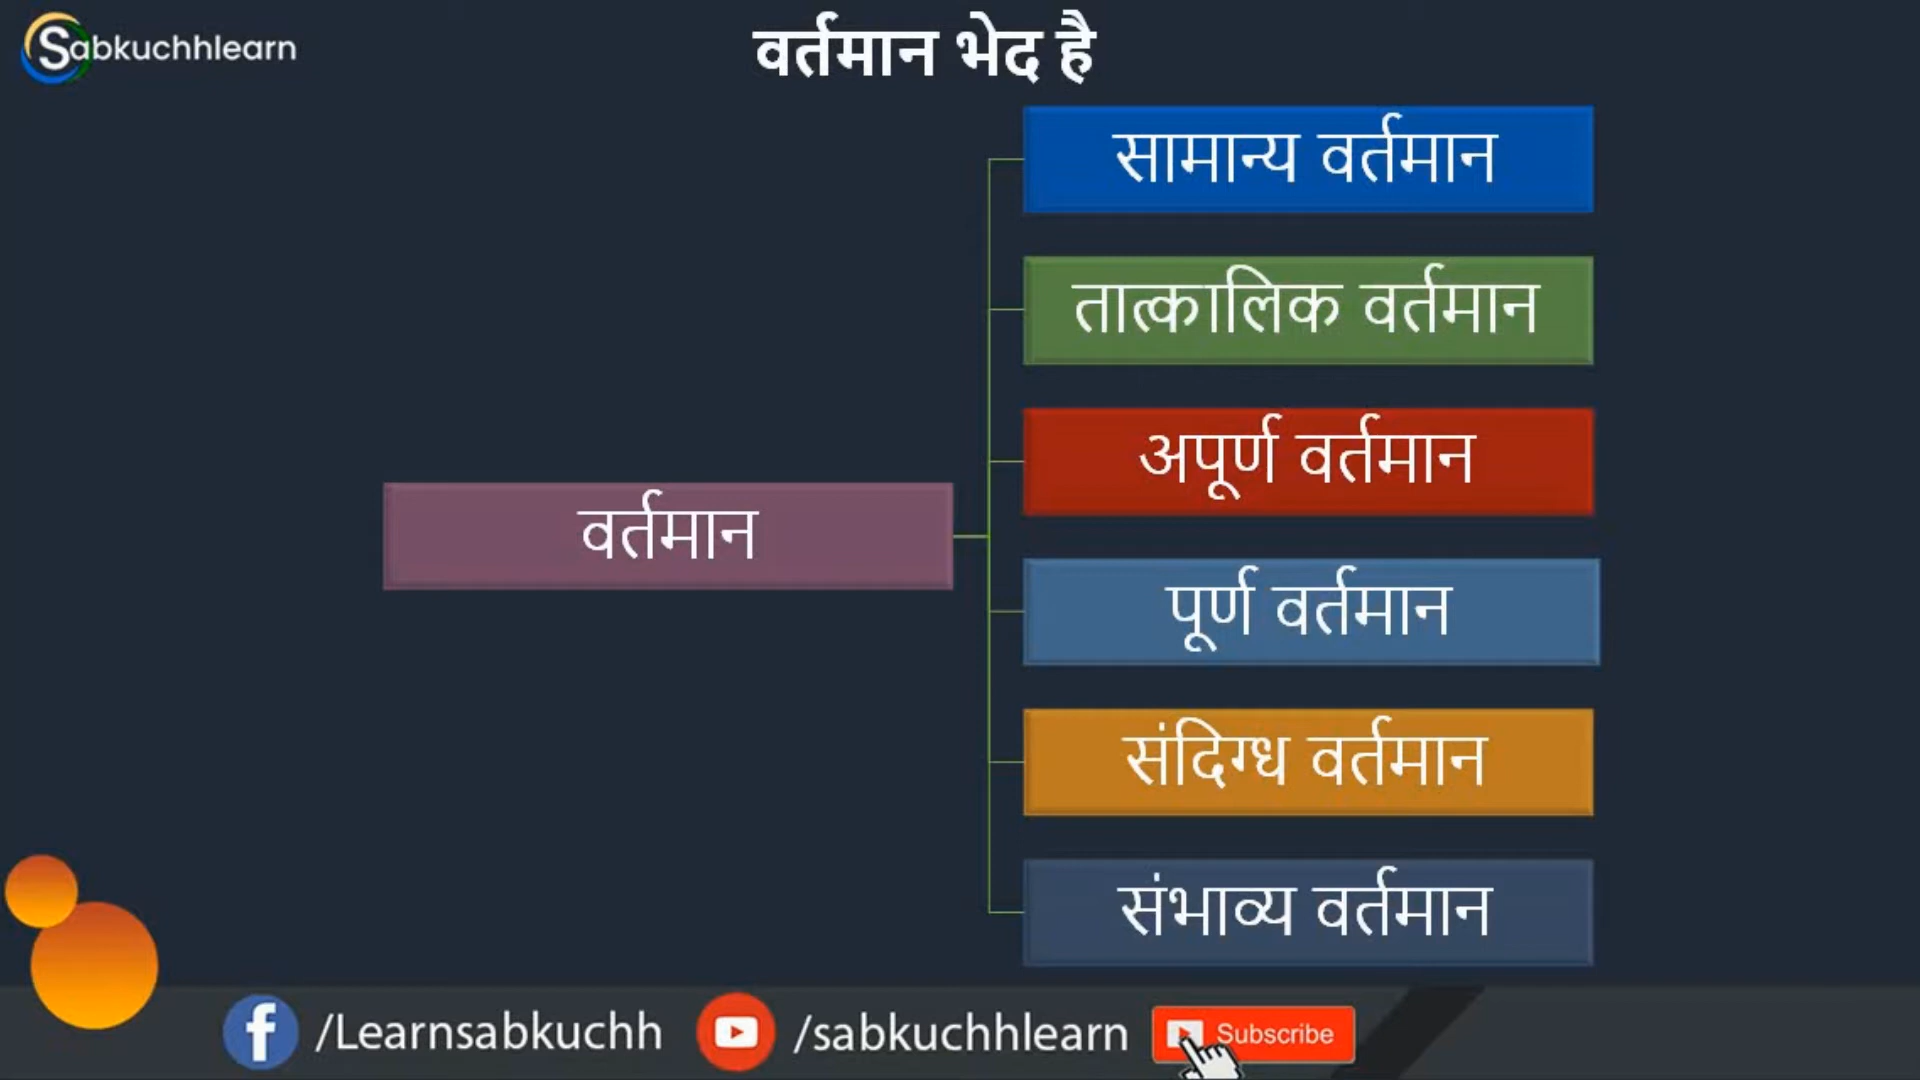 Sabkuchhlearn
वर्तमान भेद है
सामान्य वर्तमान
तात्कालिक वर्तमान
अपूर्ण वर्तमान
वर्तमान
पूर्ण वर्तमान
संदिग्ध वर्तमान
संभाव्य वर्तमान
/Learnsabkuchh
/sabkuchhlearn
Subscribe